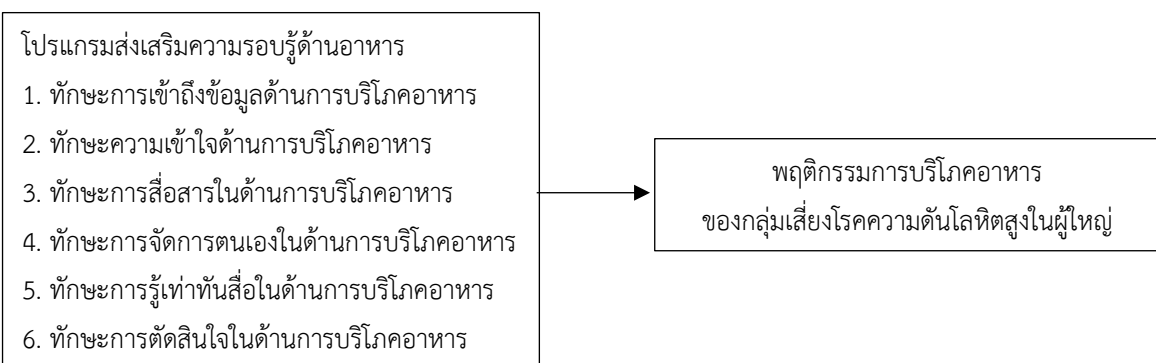 โปรแกรมส่งเสริมความรอบรู้ด้านอาหาร
1. ทักษะการเข้าถึงข้อมูลด้านการบริโภคอาหาร
2. ทักษะความเข้าใจด้านการบริโภคอาหาร
3. ทักษะการสื่อสารในด้านการบริโภคอาหาร
4. ทักษะการจัดการตนเองในด้านการบริโภคอาหาร
5. ทักษะการรู้เท่าทันสื่อในด้านการบริโภคอาหาร
6. ทักษะการตัดสินใจในด้านการบริโภคอาหาร
พฤติกรรมการบริโภคอาหาร
ของกลุ่มเสี่ยงโรคความดันโลหิตสูงในผู้ใหญ่